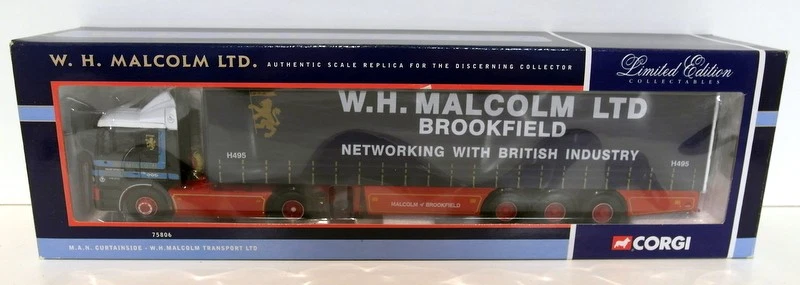 W. H. MALCOLM LTD. AUTHENTIC SCALE REPLICA FOR THE DISCERNING COLLECTOR
Limited Edition
COLLECTABLES
W.H. MALCOLM LTD
BROOKFIELD
NETWORKING WITH BRITISH INDUSTRY
H495
H495
MALCOLM of BROOKFIELD
75806
M.A.N. CURTAINSIDE - W.H.MALCOLM TRANSPORT LTD
CORGI